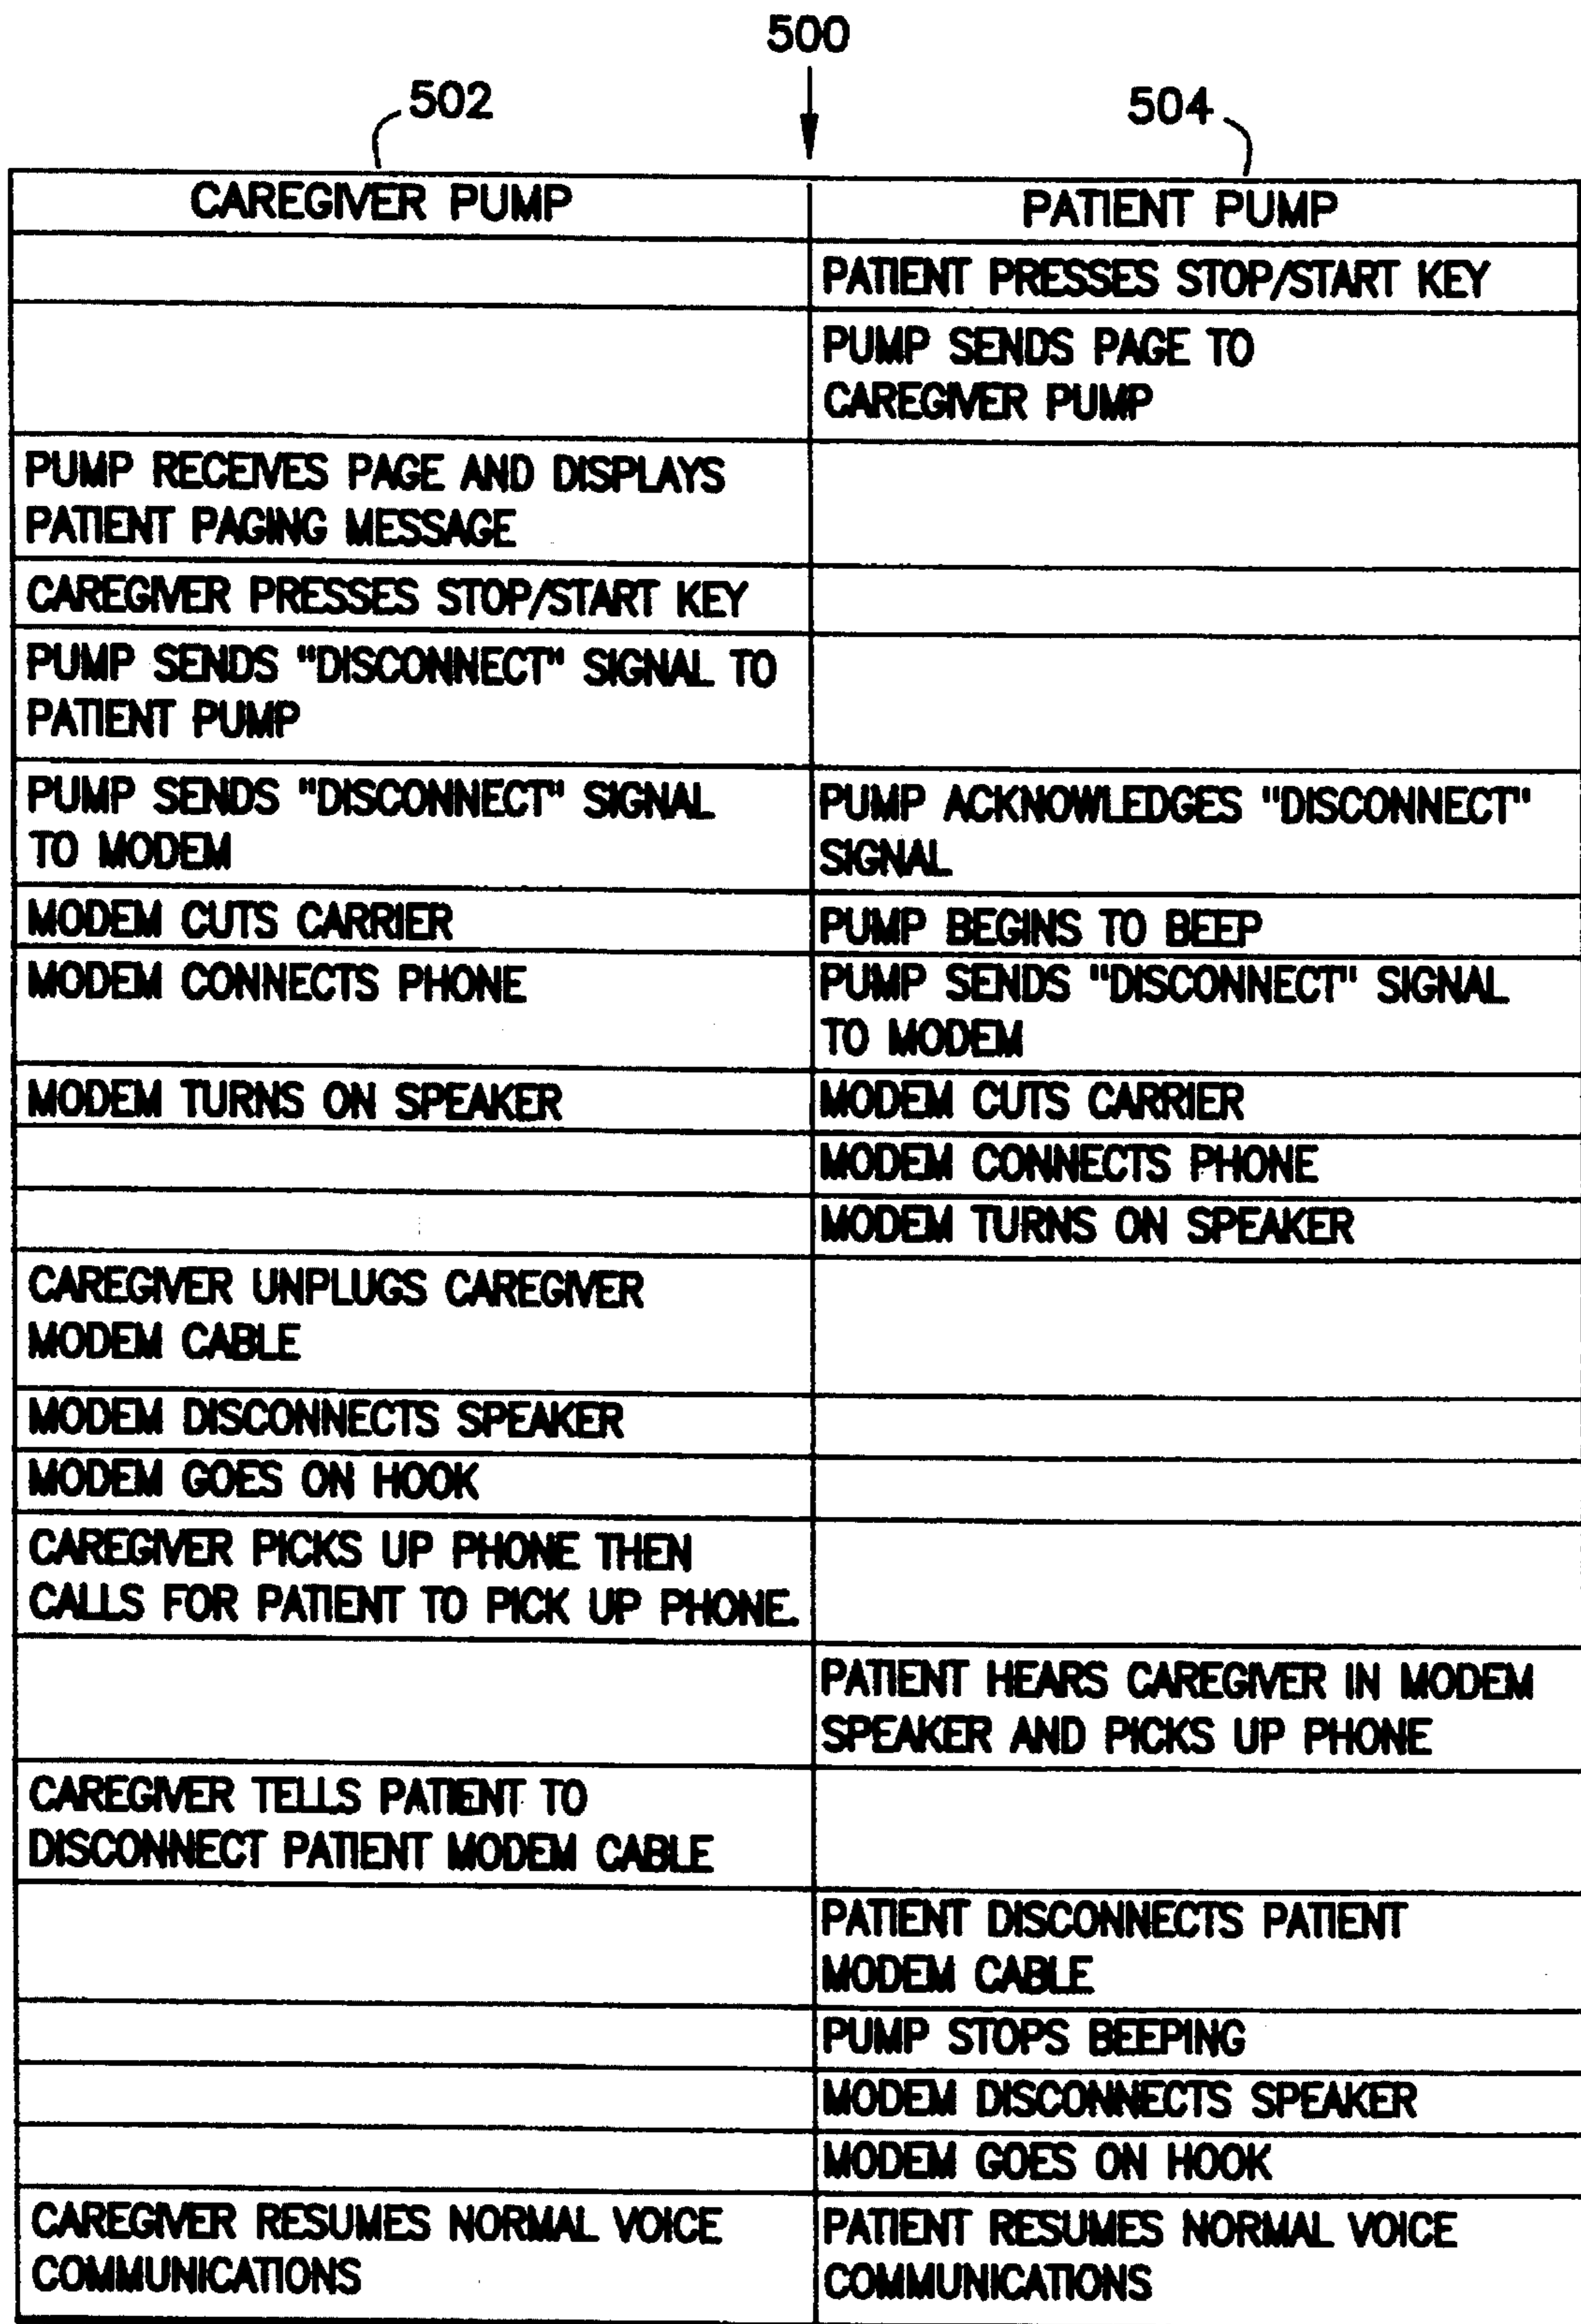 500
502
504
CAREGIVER PUMP
PATIENT PUMP
PATIENT PRESSES STOP/START KEY
PUMP SENDS PAGE TO
CAREGIVER PUMP
PUMP RECEIVES PAGE AND DISPLAYS
PATIENT PAGING MESSAGE
CAREGIVER PRESSES STOP/START KEY
PUMP SENDS "DISCONNECT" SIGNAL TO
PATIENT PUMP
PUMP SENDS "DISCONNECT" SIGNAL
TO MODEM
PUMP ACKNOWLEDGES "DISCONNECT"
SIGNAL
MODEM CUTS CARRIER
PUMP BEGINS TO BEEP
MODEM CONNECTS PHONE
PUMP SENDS "DISCONNECT" SIGNAL
TO MODEM
MODEM TURNS ON SPEAKER
MODEM CUTS CARRIER
MODEM CONNECTS PHONE
MODEM TURNS ON SPEAKER
CAREGIVER UNPLUGS CAREGIVER
MODEM CABLE
MODEM DISCONNECTS SPEAKER
MODEM GOES ON HOOK
CAREGIVER PICKS UP PHONE THEN
CALLS FOR PATIENT TO PICK UP PHONE.
PATIENT HEARS CAREGIVER IN MODEM
SPEAKER AND PICKS UP PHONE
CAREGIVER TELLS PATIENT TO
DISCONNECT PATIENT MODEM CABLE
PATIENT DISCONNECTS PATIENT
MODEM CABLE
PUMP STOPS BEEPING
MODEM DISCONNECTS SPEAKER
MODEM GOES ON HOOK
CAREGIVER RESUMES NORMAL VOICE
COMMUNICATIONS
PATIENT RESUMES NORMAL VOICE
COMMUNICATIONS